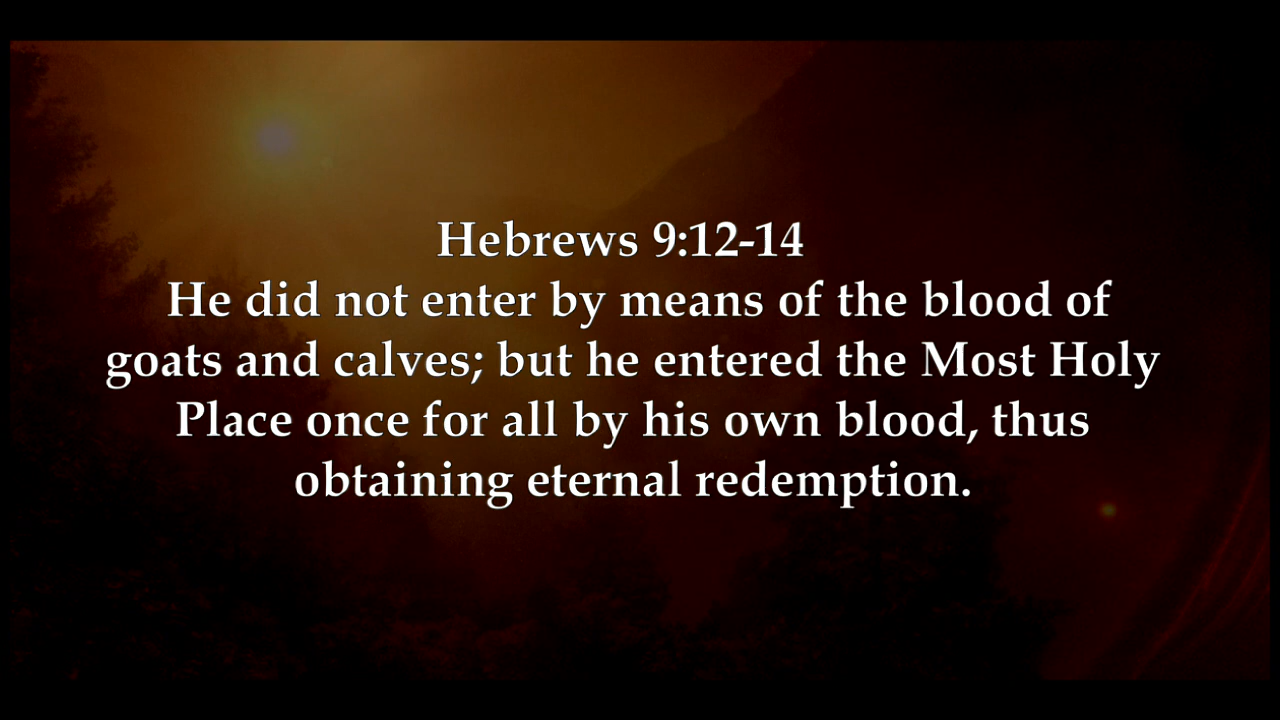 Hebrews 9:12-14
He did not enter by means of the blood of
goats and calves; but he entered the Most Holy
Place once for all by his own blood, thus
obtaining eternal redemption.